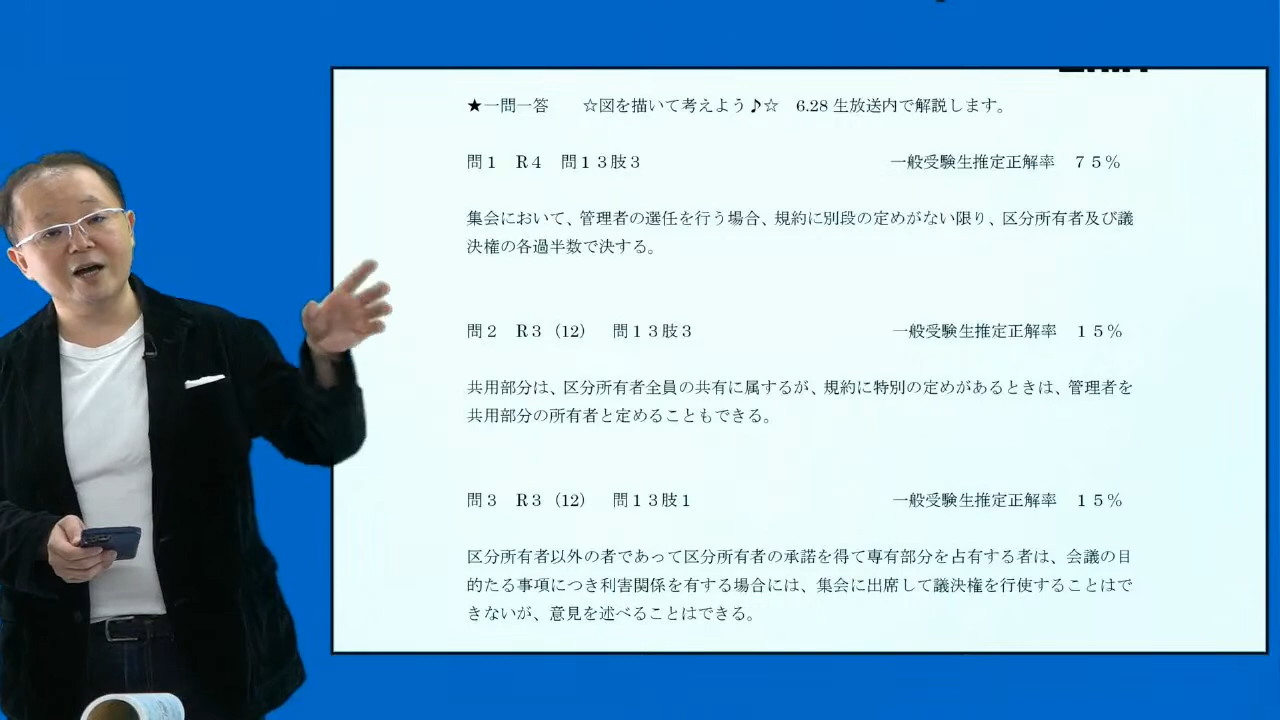 ★一問一答　　☆図を描いて考えよう♪☆　6.28 生放送内で解説します。
問１　R４　問１３肢３　　一般受験生推定正解率　７５％
集会において、管理者の選任を行う場合、規約に別段の定めがない限り、区分所有者及び議
決権の各過半数で決する。
問２　R３（12）　問１３肢３　　一般受験生推定正解率　１５％
共用部分は、区分所有者全員の共有に属するが、規約に特別の定めがあるときは、管理者を
共用部分の所有者と定めることもできる。
問３　R３（12）　問１３肢１　　一般受験生推定正解率　１５％
区分所有者以外の者であって区分所有者の承諾を得て専有部分を占有する者は、会議の目
的たる事項につき利害関係を有する場合には、集会に出席して議決権を行使することはで
きないが、意見を述べることはできる。